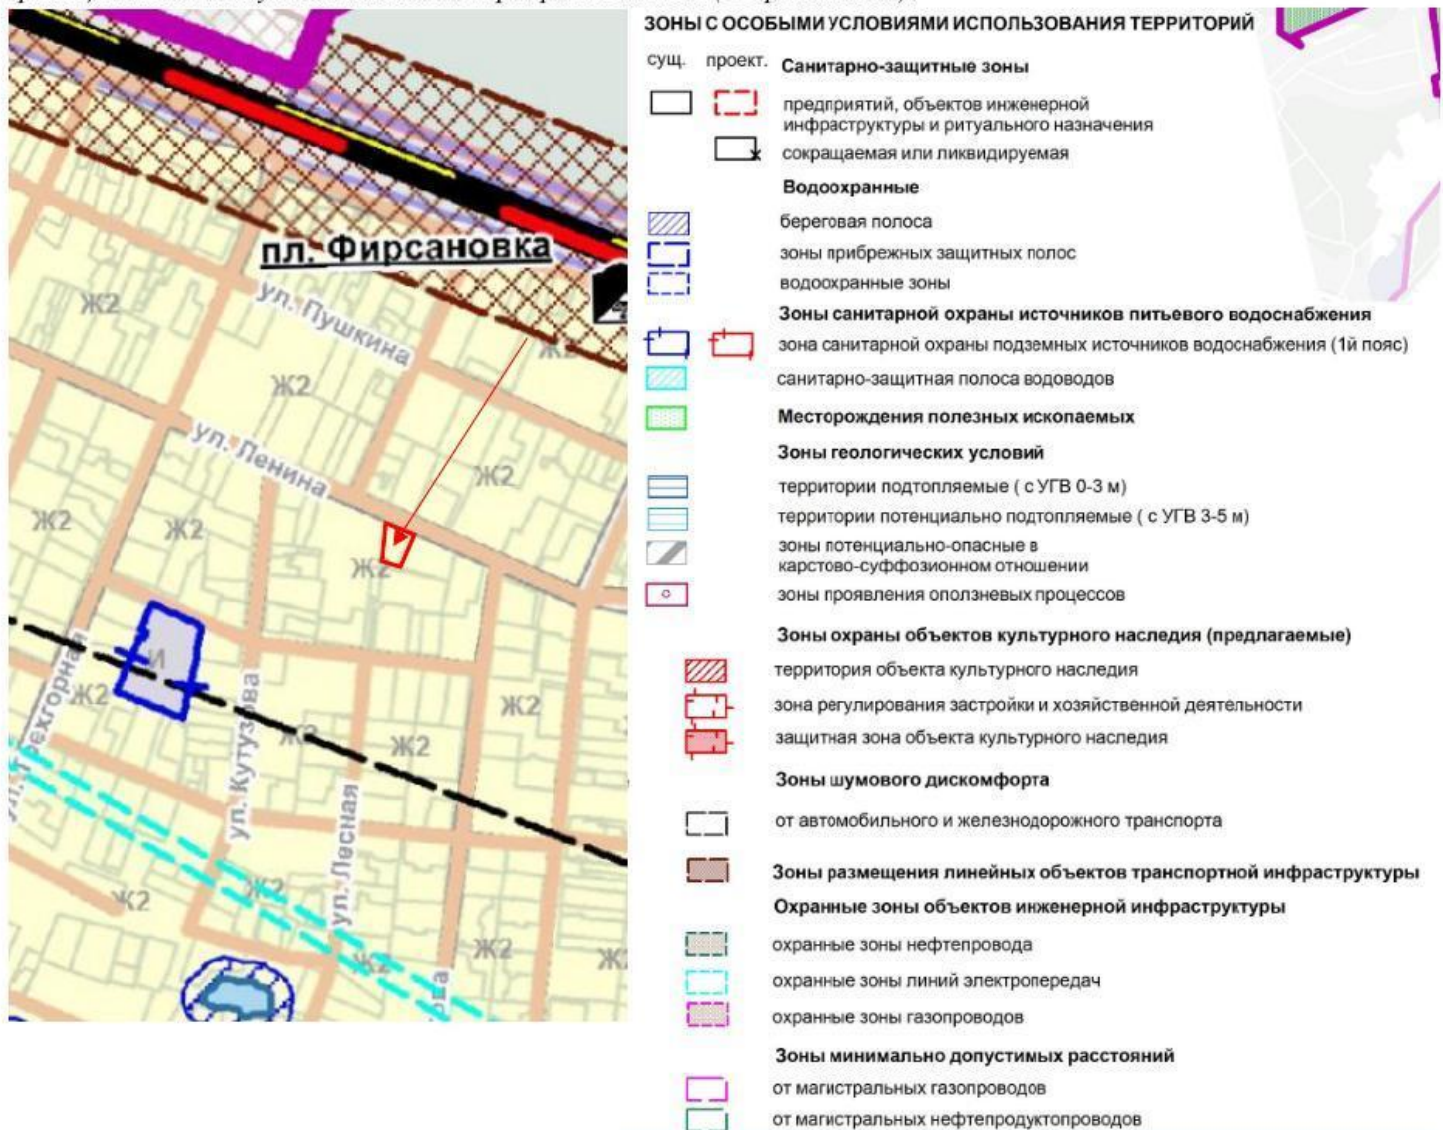 пл. Фирсановка
ул. Пушкина
Ж2
Ж2
Ж2
ул. Ленина
Ж2
Ж2
Ж2
Ж2
И
Ж2
ул. Трехгорная
ул. Кутузова
Ж2
Ж2
Ж2
ул. Лесная
Ж2
Ж2
Ж2
Ж2
ЗОНЫ С ОСОБЫМИ УСЛОВИЯМИ ИСПОЛЬЗОВАНИЯ ТЕРРИТОРИЙ
сущ. проект. Санитарно-защитные зоны
предприятий, объектов инженерной
инфраструктуры и ритуального назначения
сокращаемая или ликвидируемая
Водоохранные
береговая полоса
зоны прибрежных защитных полос
водоохранные зоны
Зоны санитарной охраны источников питьевого водоснабжения
зона санитарной охраны подземных источников водоснабжения (1й пояс)
санитарно-защитная полоса водоводов
Месторождения полезных ископаемых
Зоны геологических условий
территории подтопляемые ( с УГВ 0-3 м)
территории потенциально подтопляемые ( с УГВ 3-5 м)
зоны потенциально-опасные в
карстово-суффозионном отношении
зоны проявления оползневых процессов
Зоны охраны объектов культурного наследия (предлагаемые)
территория объекта культурного наследия
зона регулирования застройки и хозяйственной деятельности
защитная зона объекта культурного наследия
Зоны шумового дискомфорта
от автомобильного и железнодорожного транспорта
Зоны размещения линейных объектов транспортной инфраструктуры
Охранные зоны объектов инженерной инфраструктуры
охранные зоны нефтепровода
охранные зоны линий электропередач
охранные зоны газопроводов
Зоны минимально допустимых расстояний
от магистральных газопроводов
от магистральных нефтепродуктопроводов